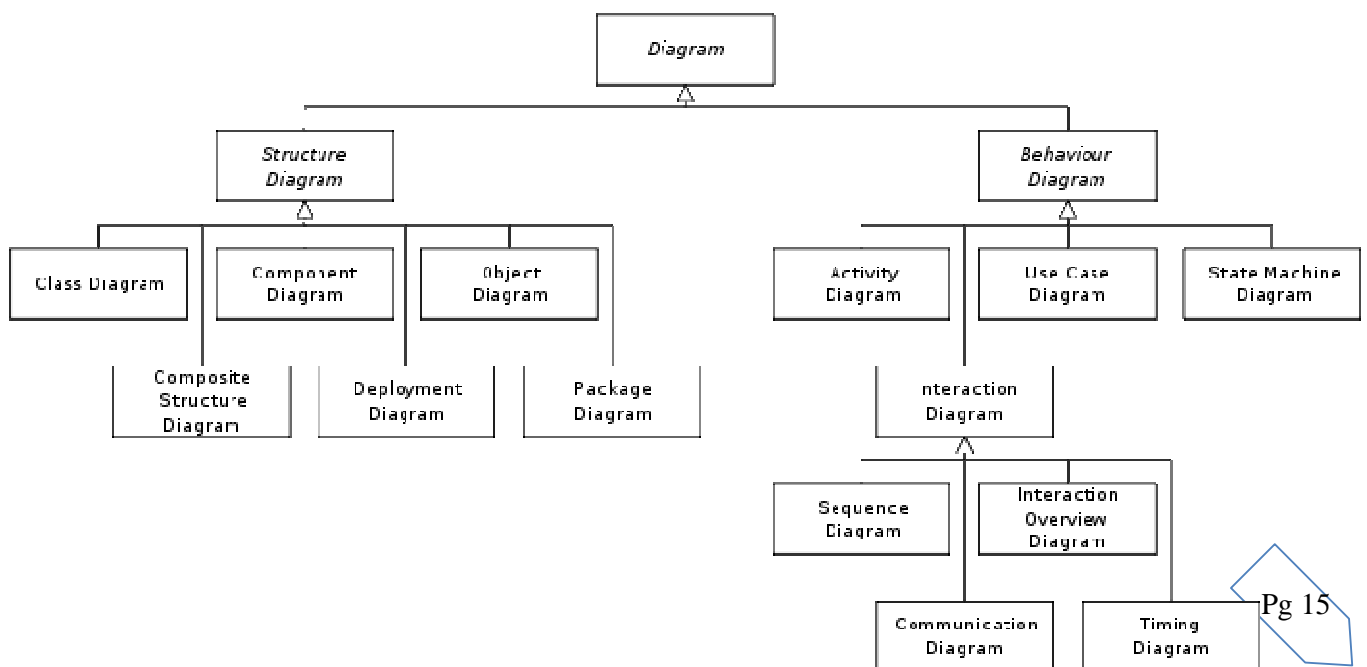 Diagram
Structure
Diagram
Behaviour
Diagram
Class Diagram
Component
Diagram
Object
Diagram
Activity
Diagram
Use Case
Diagram
State Machine
Diagram
Composite
Structure
Diagram
Deployment
Diagram
Package
Diagram
Interaction
Diagram
Sequence
Diagram
Interaction
Overview
Diagram
Communication
Diagram
Timing
Diagram
Pg 15